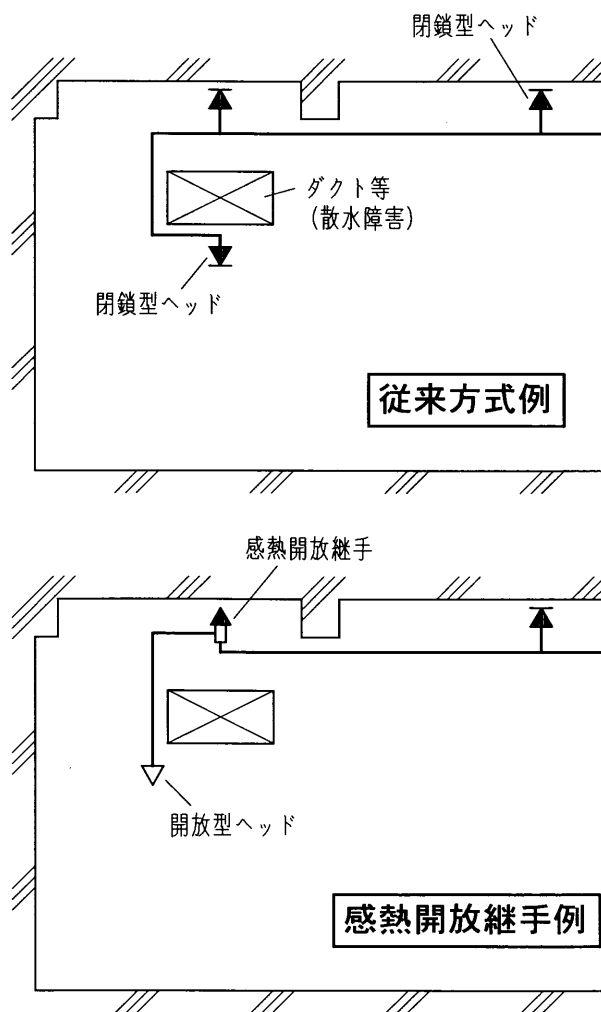 閉鎖型ヘッド
ダクト等
(散水障害)
閉鎖型ヘッド
従来方式例
感熱開放継手
開放型ヘッド
感熱開放継手例